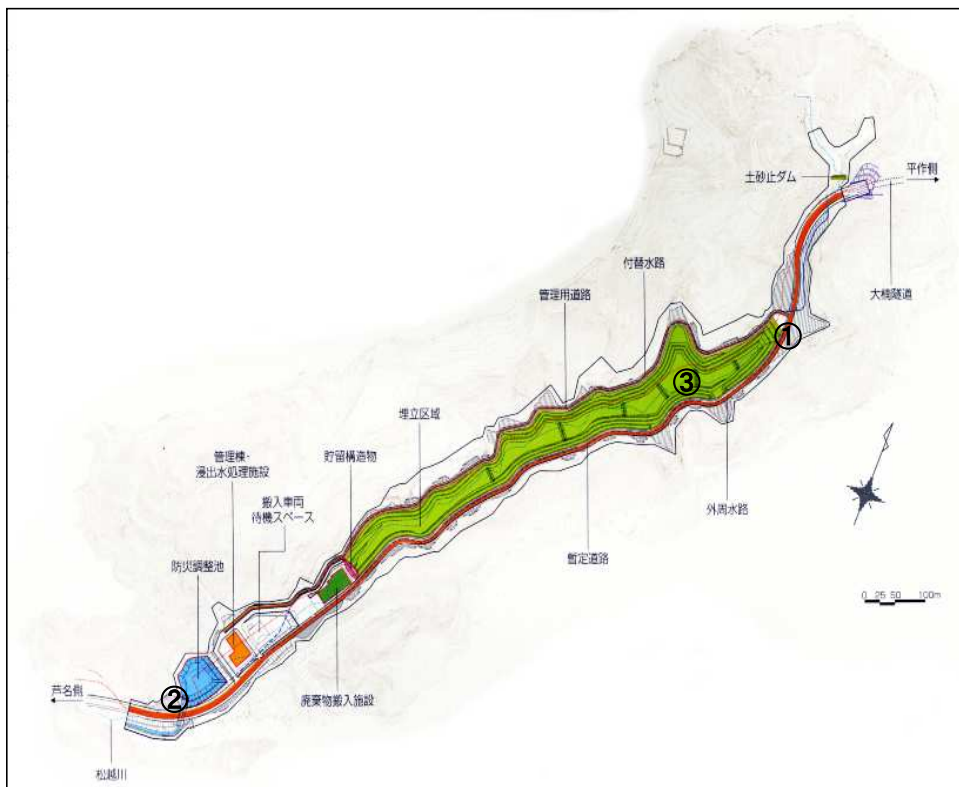 土砂止ダム
平作側
大楠隧道
付替水路
管理用道路
①
③
埋立区域
貯留構造物
管理棟・
浸出水処理施設
搬入車両
待機スペース
外周水路
暫定道路
防災調整池
0 25 50 100m
芦名側
②
廃棄物搬入施設
松越川